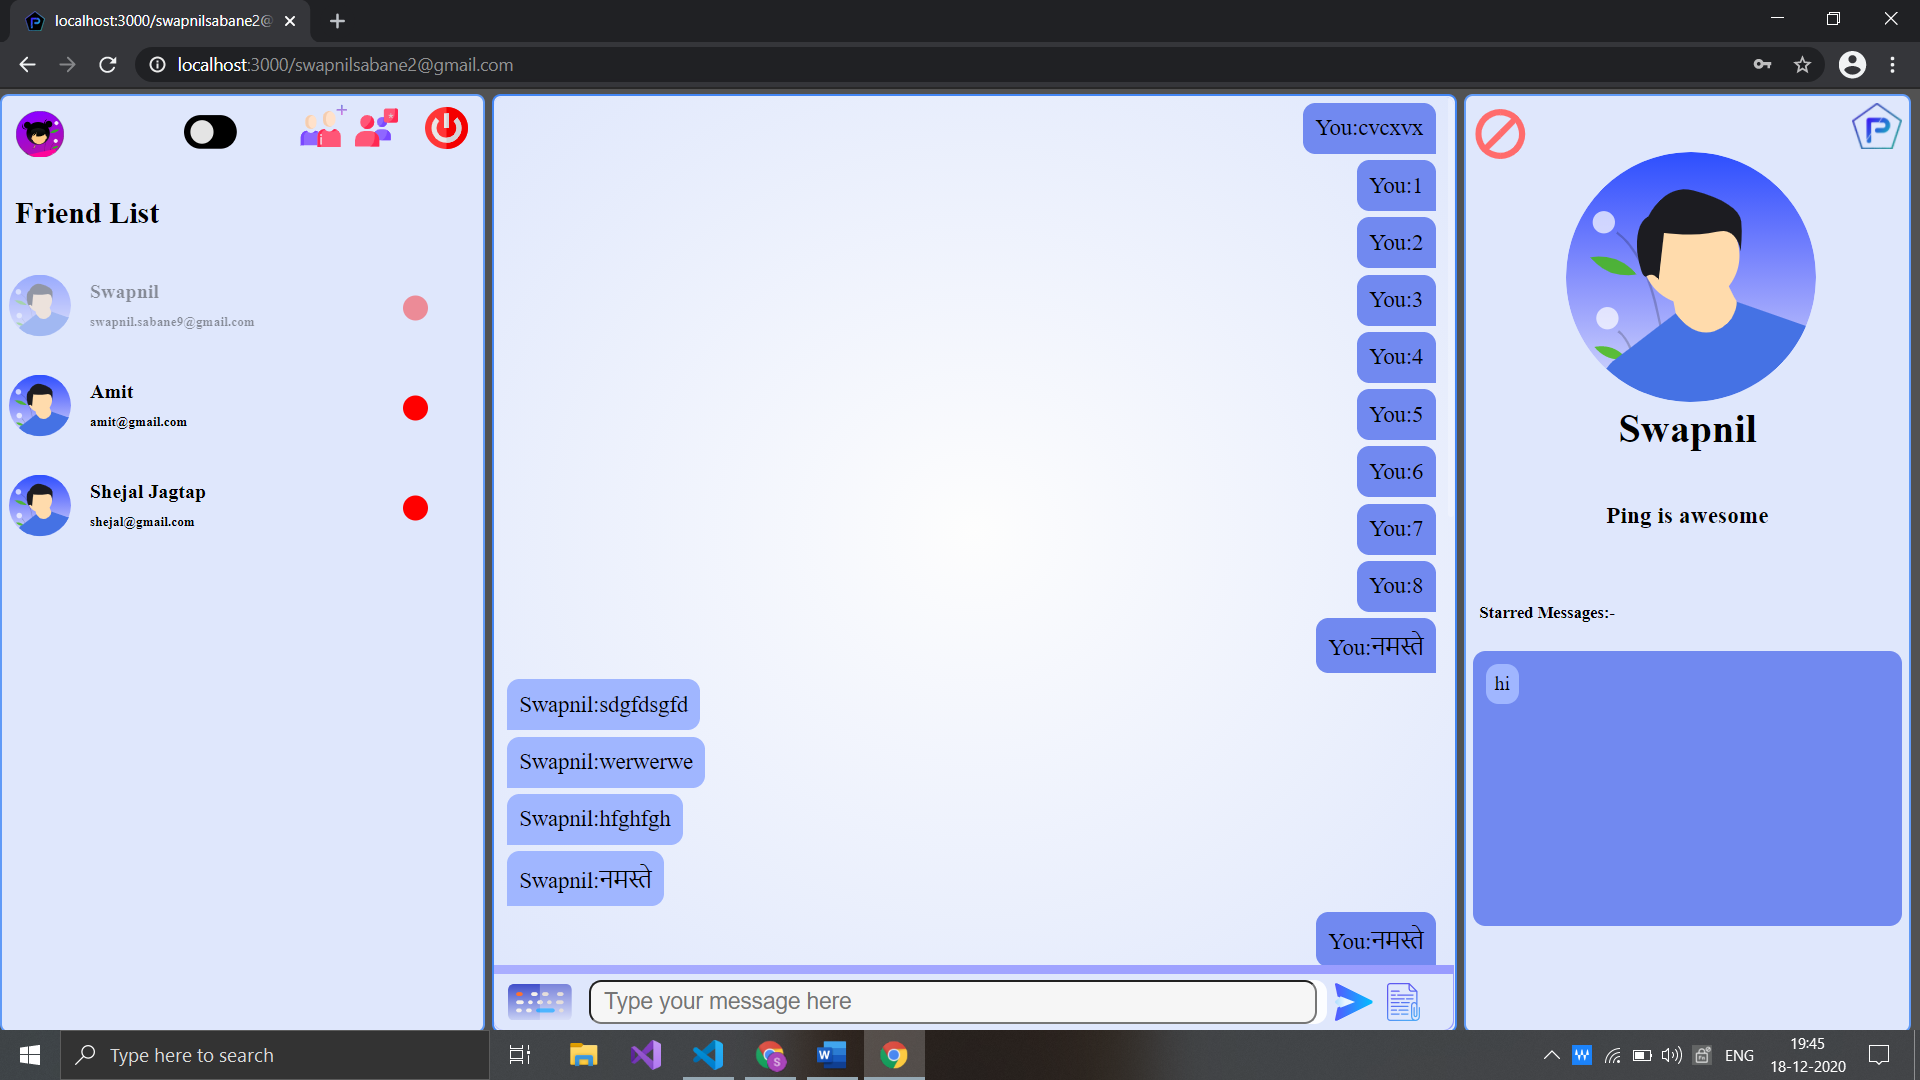 localhost:3000/swapnilsabane2@
localhost:3000/swapnilsabane2@gmail.com
Friend List
Swapnil
swapnil.sabane9@gmail.com
Amit
amit@gmail.com
Shejal Jagtap
shejal@gmail.com
You:cvcxvx
You:1
You:2
You:3
You:4
You:5
You:6
You:7
You:8
You:नमस्ते
Swapnil:sdgfdsgfd
Swapnil:werwerwe
Swapnil:hfghfgh
Swapnil:नमस्ते
You:नमस्ते
Type your message here
Swapnil
Ping is awesome
Starred Messages:-
hi
Type here to search
ENG
19:45
18-12-2020